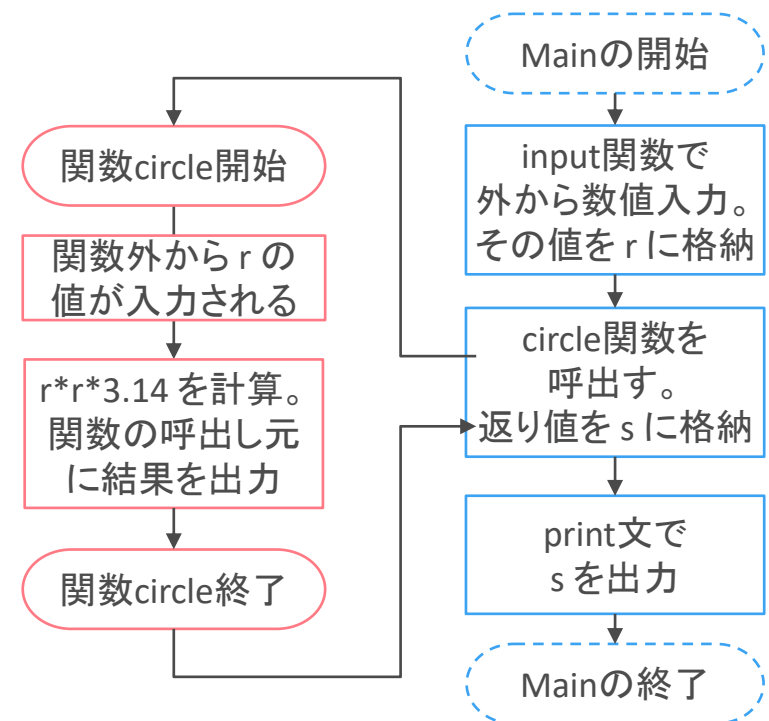 Mainの開始
input関数で
外から数値入力。
その値を r に格納
circle関数を
呼出す。
返り値を s に格納
print文で
s を出力
Mainの終了
関数circle開始
関数外から r の
値が入力される
r*r*3.14 を計算。
関数の呼出し元
に結果を出力
関数circle終了